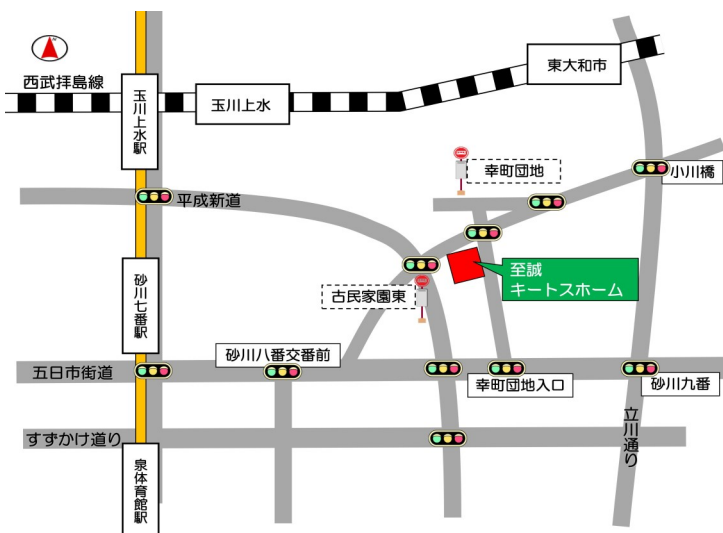 N
西武拝島線
玉川上水駅
玉川上水
東大和市
幸町団地
小川橋
平成新道
至誠
キートスホーム
古民家園東
砂川七番駅
砂川八番交番前
五日市街道
幸町団地入口
砂川九番
すずかけ道り
立川通り
泉体育館駅